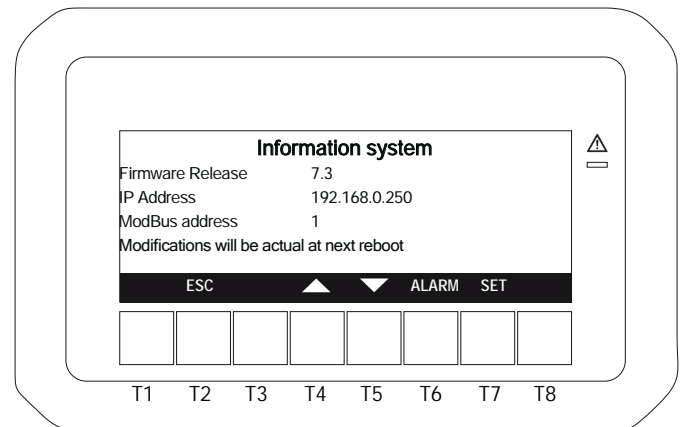 Information system
Firmware Release 7.3
IP Address 192.168.0.250
ModBus address 1
Modifications will be actual at next reboot
ESC ALARM SET
T1 T2 T3 T4 T5 T6 T7 T8